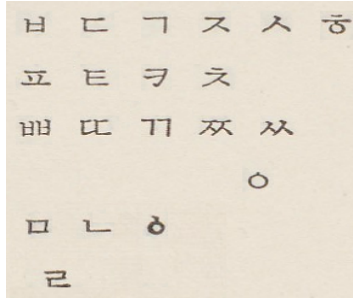 ㅂ ㄷ ㄱ ㅈ ㅅ ㅎ
ㅍ ㅌ ㅋ ㅊ
ㅃ ㄸ ㄲ ㅉ ㅆ
ㅇ
ㅁ ㄴ ㆁ
ㄹ